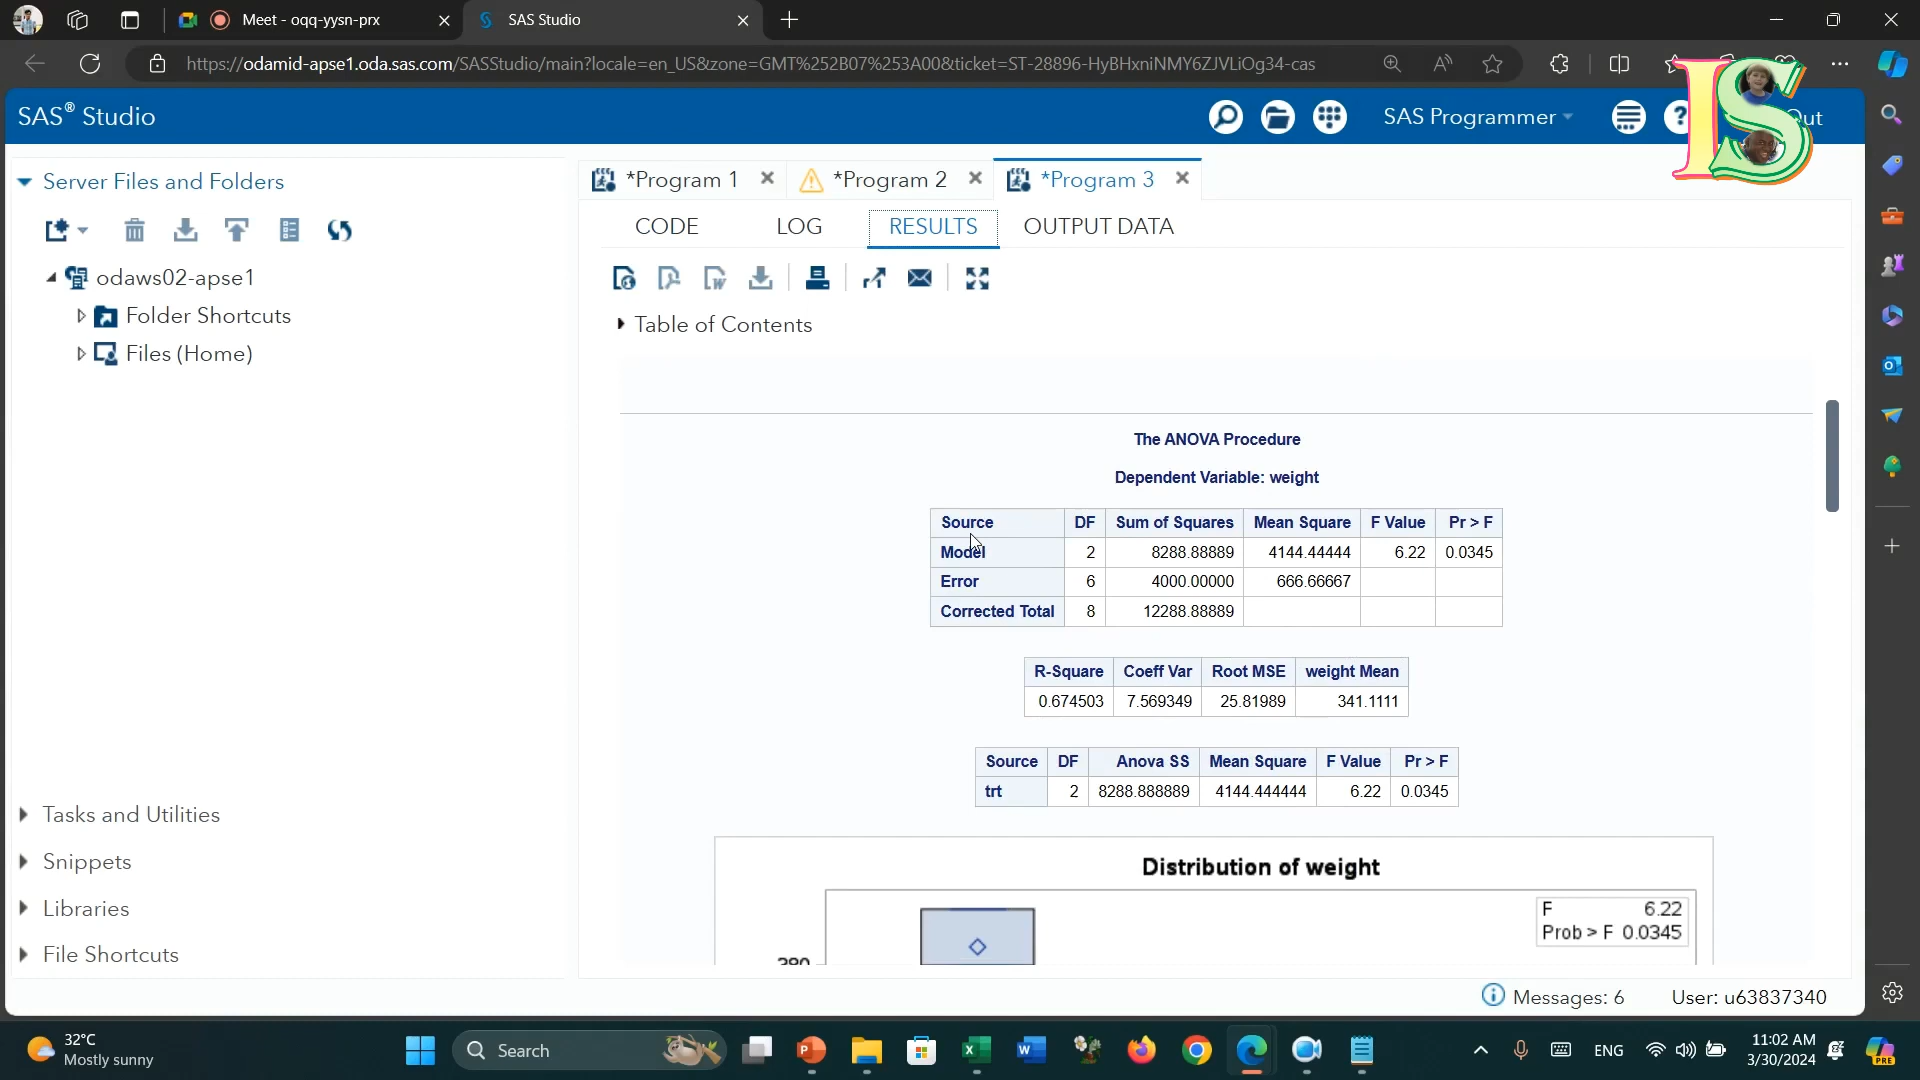 Meet - oqq-yysn-prx
SAS Studio
https://odamid-apse1.oda.sas.com/SASStudio/main?locale=en_US&zone=GMT%252B07%253A00&ticket=ST-28896-HyBHxniNMY6ZJVLiOg34-cas
SAS® Studio
SAS Programmer
Out
IS
Server Files and Folders
*Program 1
*Program 2
*Program 3
CODE
LOG
RESULTS
OUTPUT DATA
odaws02-apse1
Folder Shortcuts
Files (Home)
Table of Contents
The ANOVA Procedure
Dependent Variable: weight
Source DF Sum of Squares Mean Square F Value Pr > F
Model 2 8288.88889 4144.44444 6.22 0.0345
Error 6 4000.00000 666.66667
Corrected Total 8 12288.88889
R-Square Coeff Var Root MSE weight Mean
0.674503 7.569349 25.81989 341.1111
Source DF Anova SS Mean Square F Value Pr > F
trt 2 8288.888889 4144.444444 6.22 0.0345
Distribution of weight
F 6.22
Prob > F 0.0345
Tasks and Utilities
Snippets
Libraries
File Shortcuts
Messages: 6
User: u63837340
32°C
Mostly sunny
Search
ENG
11:02 AM
3/30/2024
PRE